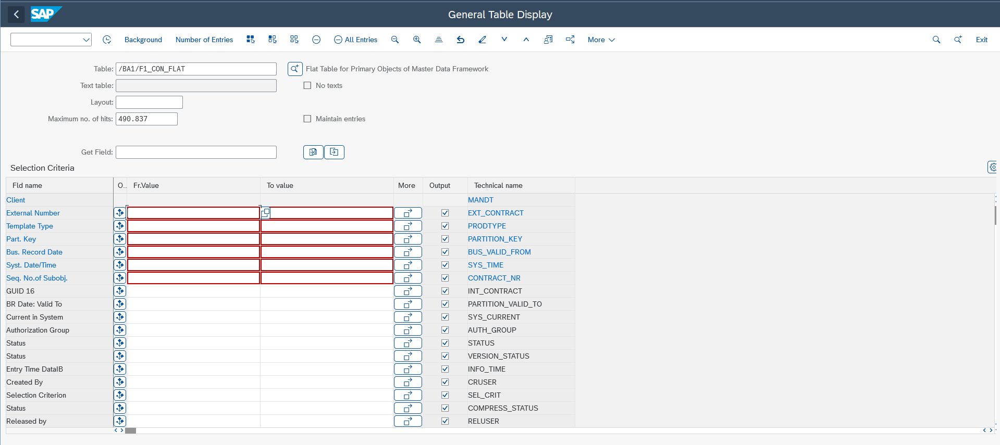 SAP General Table Display
Background Number of Entries All Entries More Exit
Table: /BA1/F1_CON_FLAT Flat Table for Primary Objects of Master Data Framework
Text table: No texts
Layout:
Maximum no. of hits: 490.837 Maintain entries
Get Field:
Selection Criteria
Fld name O... Fr.Value To value More Output Technical name
Client MANDT
External Number EXT_CONTRACT
Template Type PRODTYPE
Part. Key PARTITION_KEY
Bus. Record Date BUS_VALID_FROM
Syst. Date/Time SYS_TIME
Seq. No.of Subobj. CONTRACT_NR
GUID 16 INT_CONTRACT
BR Date: Valid To PARTITION_VALID_TO
Current in System SYS_CURRENT
Authorization Group AUTH_GROUP
Status STATUS
Status VERSION_STATUS
Entry Time DataIB INFO_TIME
Created By CRUSER
Selection Criterion SEL_CRIT
Status COMPRESS_STATUS
Released by RELUSER